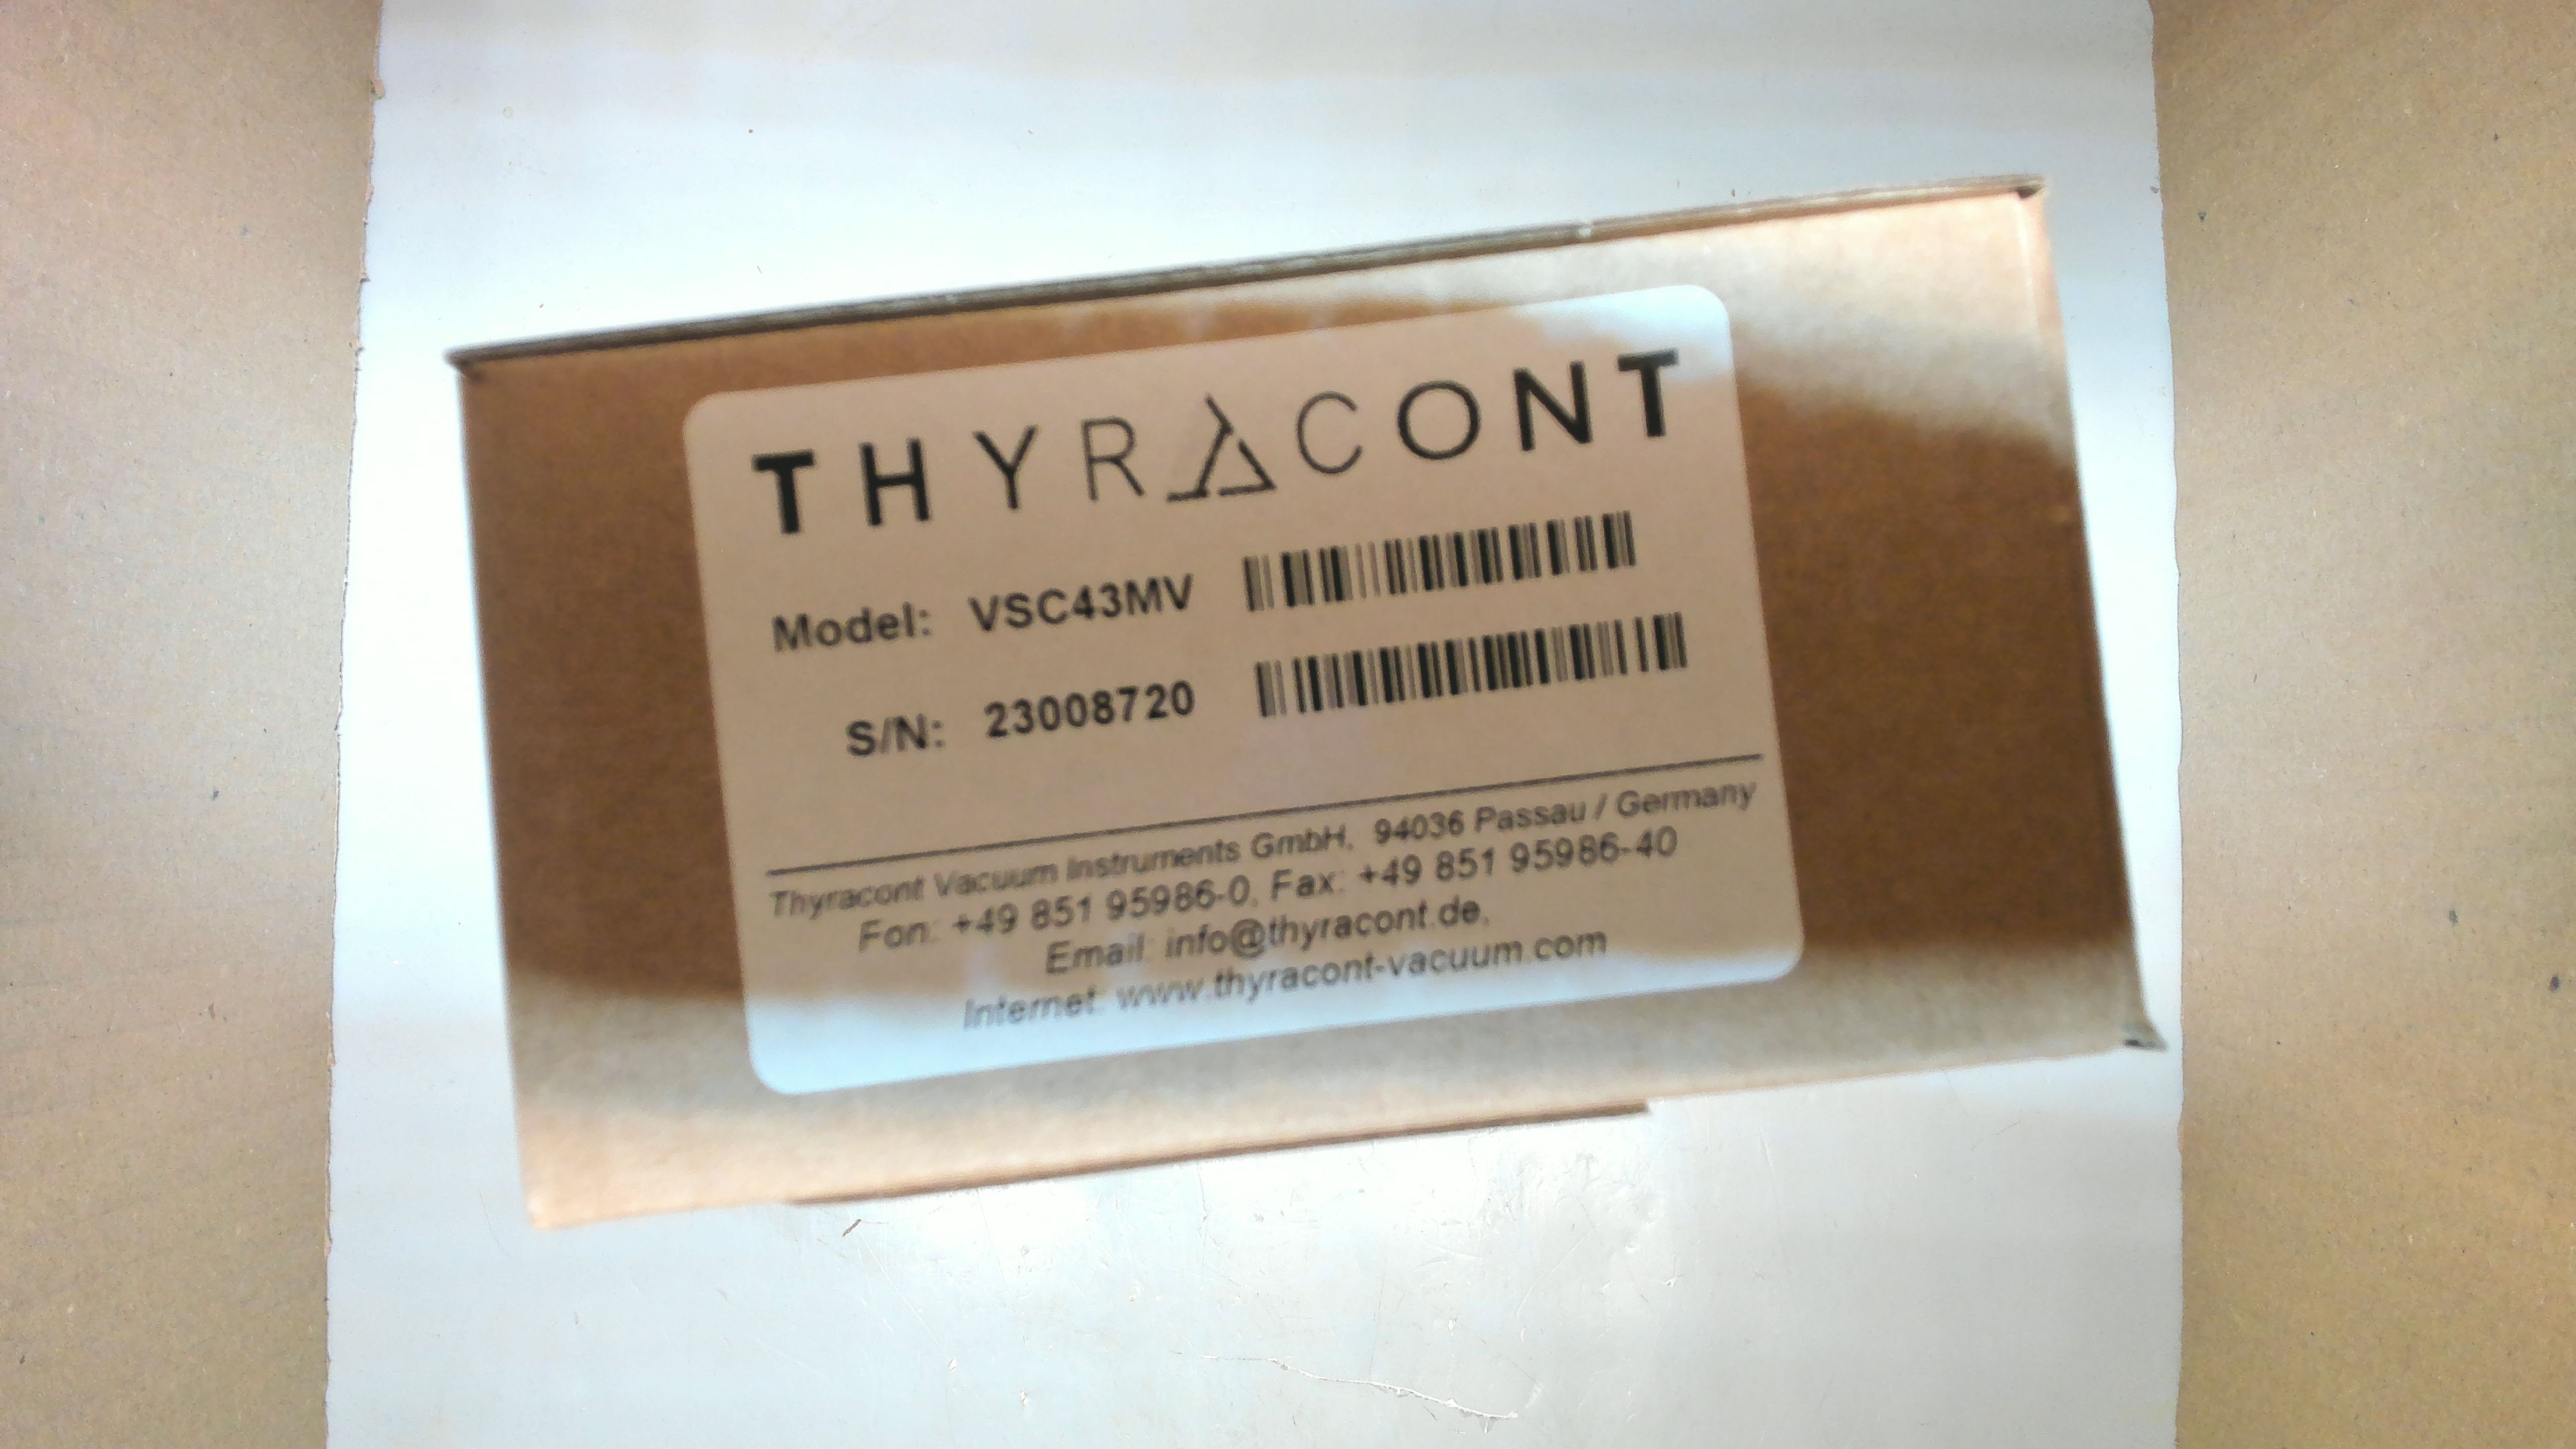 THYRACONT
Model: VSC43MV
S/N: 23008720
Thyracont Vacuum Instruments GmbH, 94036 Passau / Germany
Fon: +49 851 95986-0, Fax: +49 851 95986-40
Email: info@thyracont.de,
Internet: www.thyracont-vacuum.com